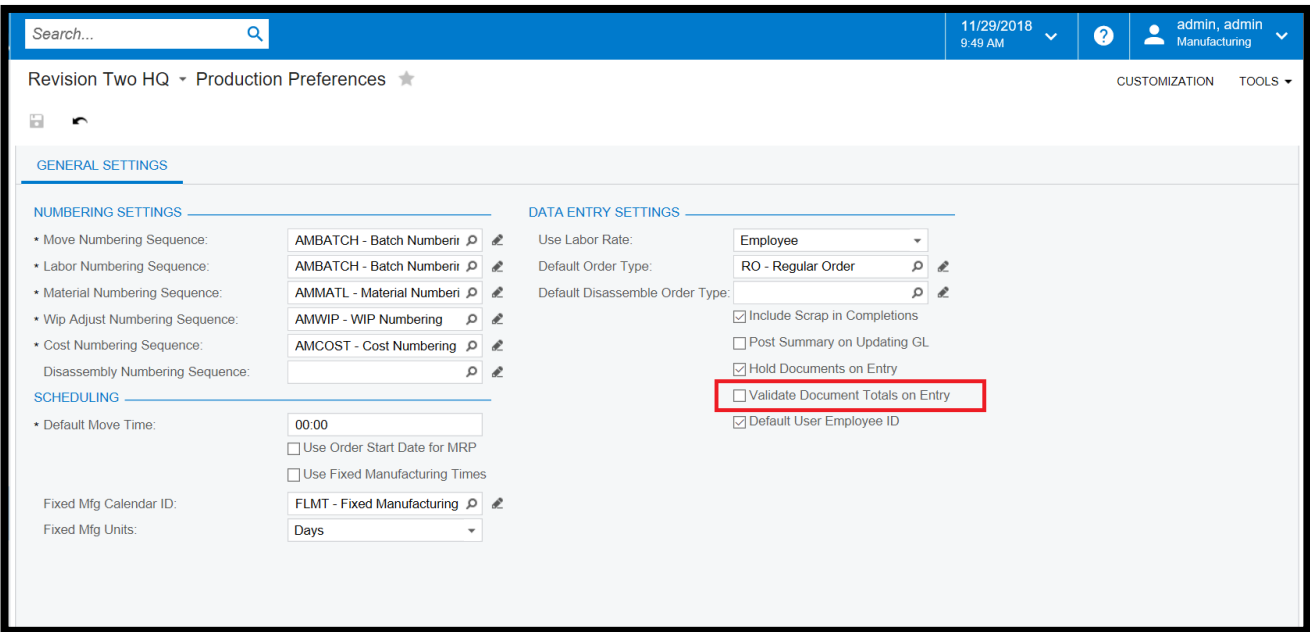 Search...
11/29/2018
9:49 AM
?
admin, admin
Manufacturing
Revision Two HQ Production Preferences
CUSTOMIZATION TOOLS
GENERAL SETTINGS
NUMBERING SETTINGS
* Move Numbering Sequence: AMBATCH - Batch Numberin
* Labor Numbering Sequence: AMBATCH - Batch Numberin
* Material Numbering Sequence: AMMATL - Material Numberi
* Wip Adjust Numbering Sequence: AMWIP - WIP Numbering
* Cost Numbering Sequence: AMCOST - Cost Numbering
Disassembly Numbering Sequence:
SCHEDULING
* Default Move Time: 00:00
Use Order Start Date for MRP
Use Fixed Manufacturing Times
Fixed Mfg Calendar ID: FLMT - Fixed Manufacturing
Fixed Mfg Units: Days
DATA ENTRY SETTINGS
Use Labor Rate: Employee
Default Order Type: RO - Regular Order
Default Disassemble Order Type:
Include Scrap in Completions
Post Summary on Updating GL
Hold Documents on Entry
Validate Document Totals on Entry
Default User Employee ID